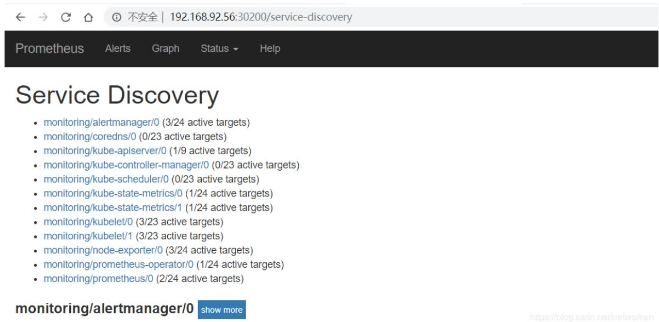 不安全 | 192.168.92.56:30200/service-discovery
Prometheus Alerts Graph Status Help
Service Discovery
monitoring/alertmanager/0 (3/24 active targets)
monitoring/coredns/0 (0/23 active targets)
monitoring/kube-apiserver/0 (1/9 active targets)
monitoring/kube-controller-manager/0 (0/23 active targets)
monitoring/kube-scheduler/0 (0/23 active targets)
monitoring/kube-state-metrics/0 (1/24 active targets)
monitoring/kube-state-metrics/1 (1/24 active targets)
monitoring/kubelet/0 (3/23 active targets)
monitoring/kubelet/1 (3/23 active targets)
monitoring/node-exporter/0 (3/24 active targets)
monitoring/prometheus-operator/0 (1/24 active targets)
monitoring/prometheus/0 (2/24 active targets)
monitoring/alertmanager/0 show more